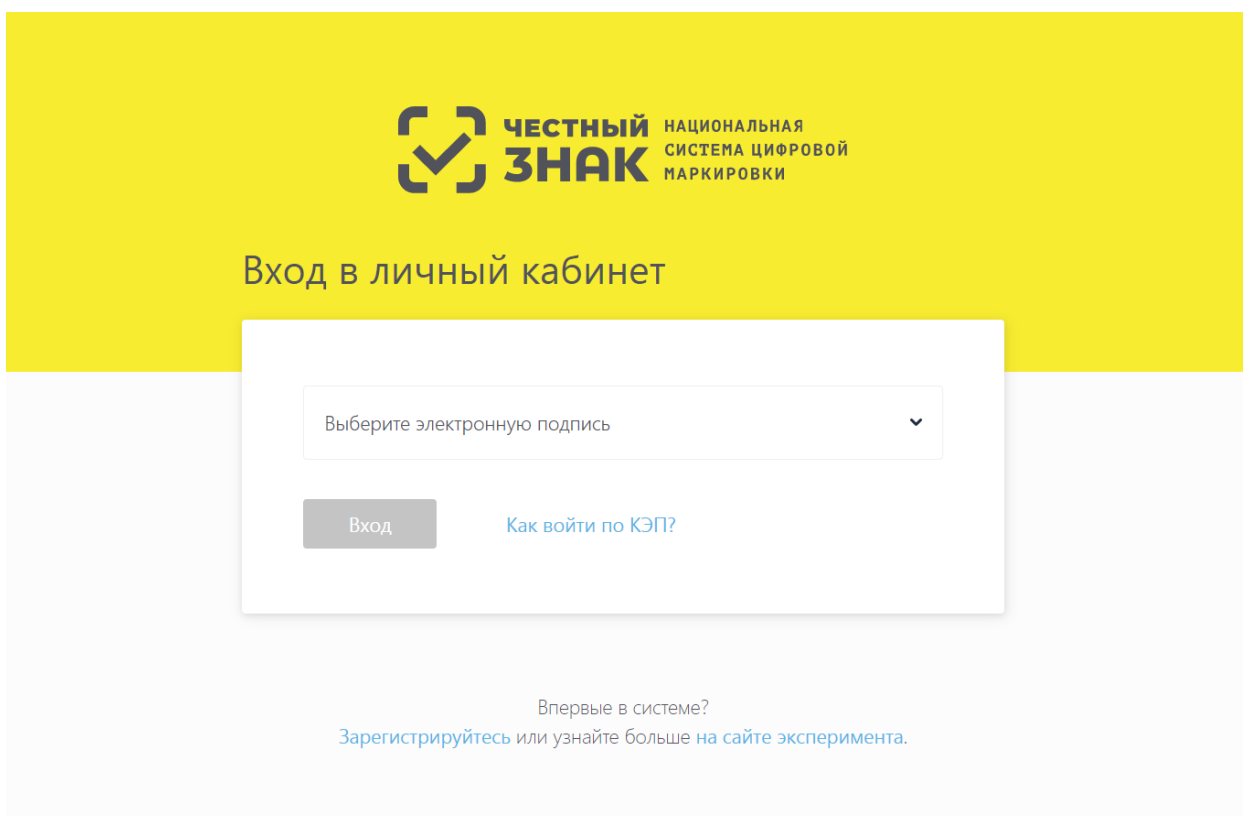 ЧЕСТНЫЙ
ЗНАК
НАЦИОНАЛЬНАЯ
СИСТЕМА ЦИФРОВОЙ
МАРКИРОВКИ
Вход в личный кабинет
Выберите электронную подпись
Вход
Как войти по КЭП?
Впервые в системе?
Зарегистрируйтесь или узнайте больше на сайте эксперимента.